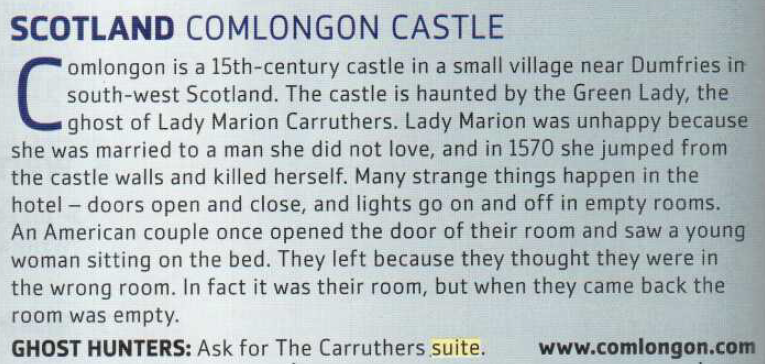 SCOTLAND COMLONGON CASTLE
Comlongon is a 15th-century castle in a small village near Dumfries in
south-west Scotland. The castle is haunted by the Green Lady, the
ghost of Lady Marion Carruthers. Lady Marion was unhappy because
she was married to a man she did not love, and in 1570 she jumped from
the castle walls and killed herself. Many strange things happen in the
hotel – doors open and close, and lights go on and off in empty rooms.
An American couple once opened the door of their room and saw a young
woman sitting on the bed. They left because they thought they were in
the wrong room. In fact it was their room, but when they came back the
room was empty.
GHOST HUNTERS: Ask for The Carruthers suite. www.comlongon.com